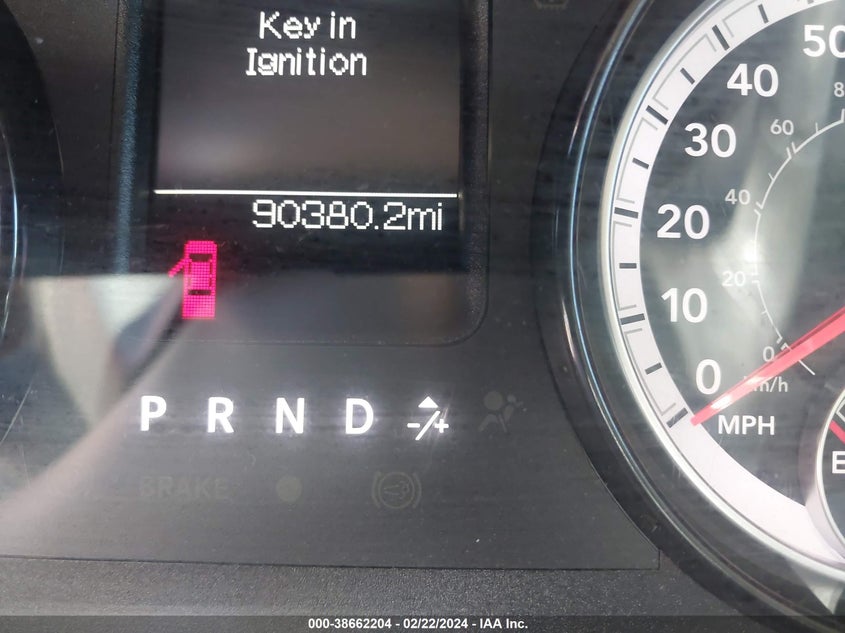 Key in
Ignition
90380.2mi
P R N D -/+
BRAKE
50
40
30
20
10
0
MPH
80
60
40
20
0
km/h
E
000-38662204 - 02/22/2024 - IAA Inc.